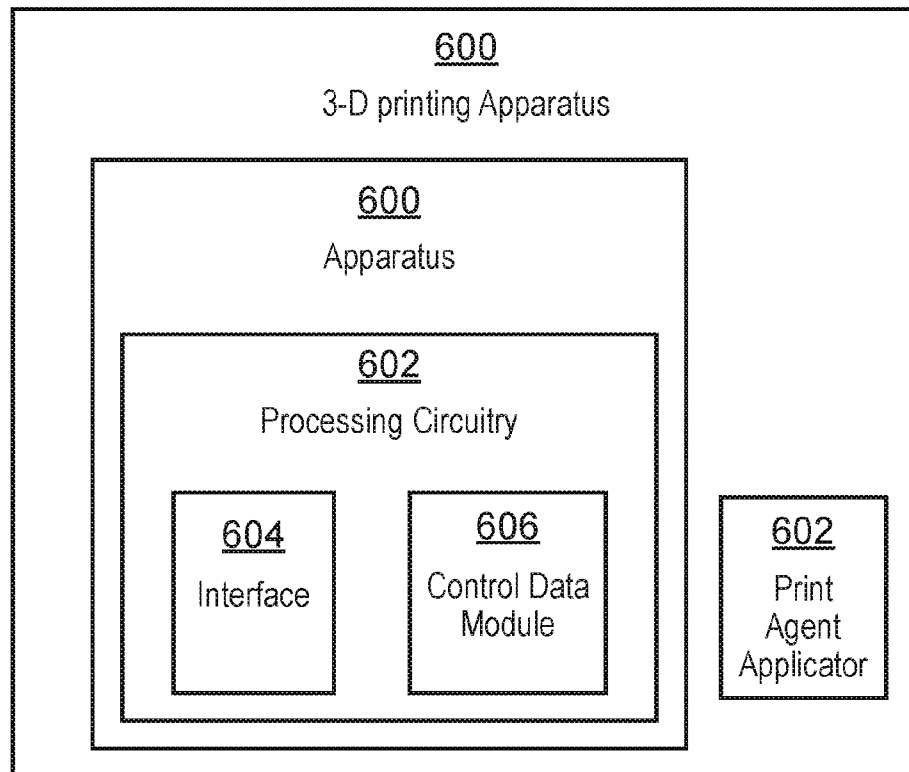 600
3-D printing Apparatus
600
Apparatus
602
Processing Circuitry
604
Interface
606
Control Data
Module
602
Print
Agent
Applicator